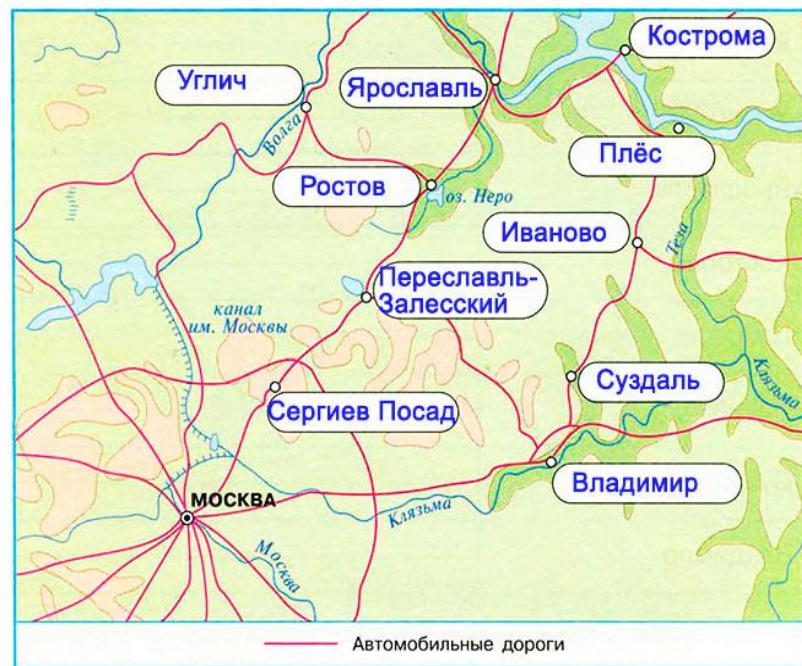 Кострома
Углич
Ярославль
Волга
Плёс
Ростов
оз. Неро
Иваново
Теза
Переславль-
Залесский
канал
им. Москвы
Суздаль
Клязьма
Сергиев Посад
Владимир
МОСКВА
Клязьма
Москва
Автомобильные дороги